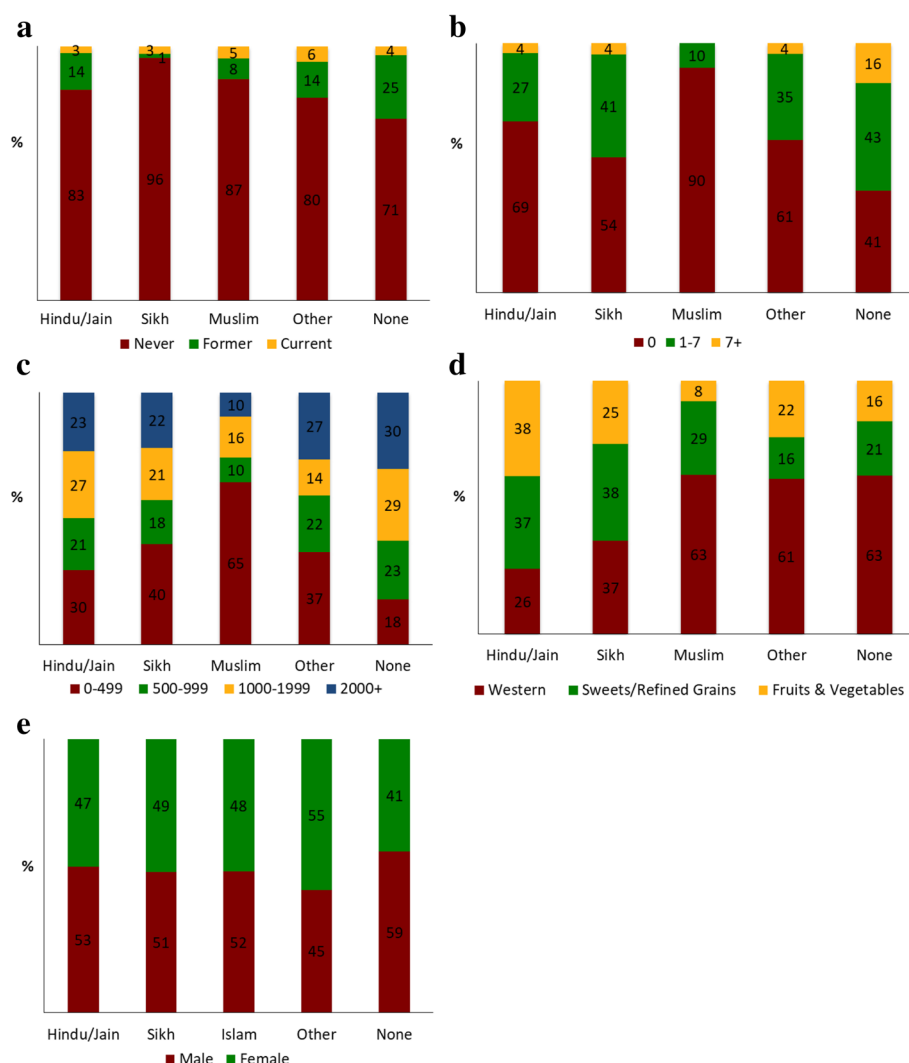 a
3 3 5 6 4
14 1 8 14 25
%
83 96 87 80 71
Hindu/Jain Sikh Muslim Other None
Never Former Current
b
4 4 10 4 16
27 41 35 43
%
69 54 90 61 41
Hindu/Jain Sikh Muslim Other None
0 1-7 7+
c
23 22 10 27 30
27 21 16 14 29
%
21 18 10 22 23
30 40 65 37 18
Hindu/Jain Sikh Muslim Other None
0-499 500-999 1000-1999 2000+
d
38 25 8 22 16
37 38 29 16 21
%
26 37 63 61 63
Hindu/Jain Sikh Muslim Other None
Western Sweets/Refined Grains Fruits & Vegetables
e
47 49 48 55 41
%
53 51 52 45 59
Hindu/Jain Sikh Islam Other None
Male Female